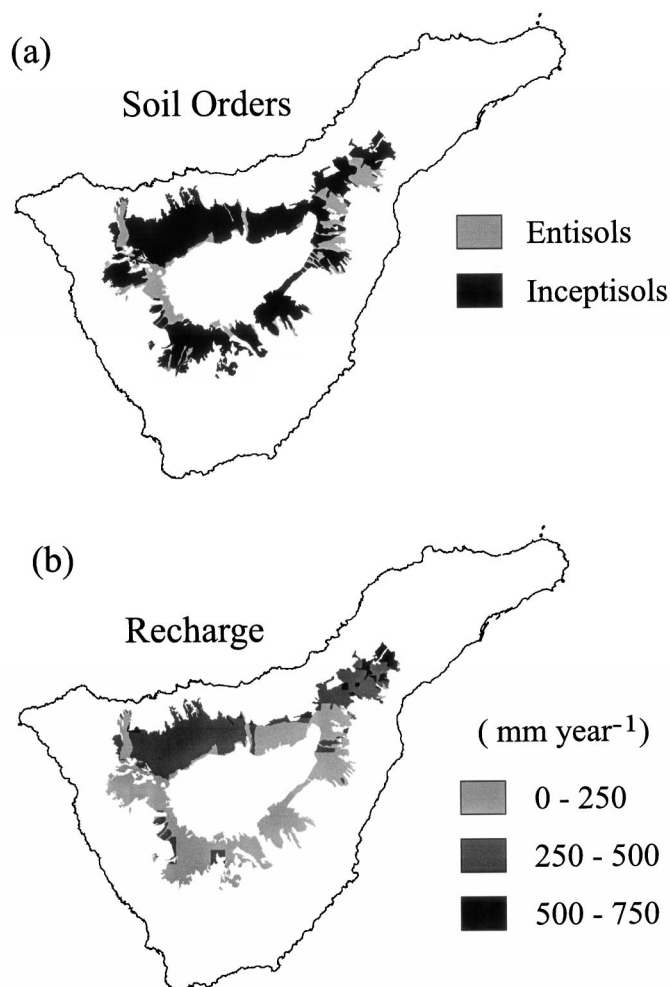 (a)
Soil Orders
Entisols
Inceptisols
(b)
Recharge
( mm year-1)
0 - 250
250 - 500
500 - 750